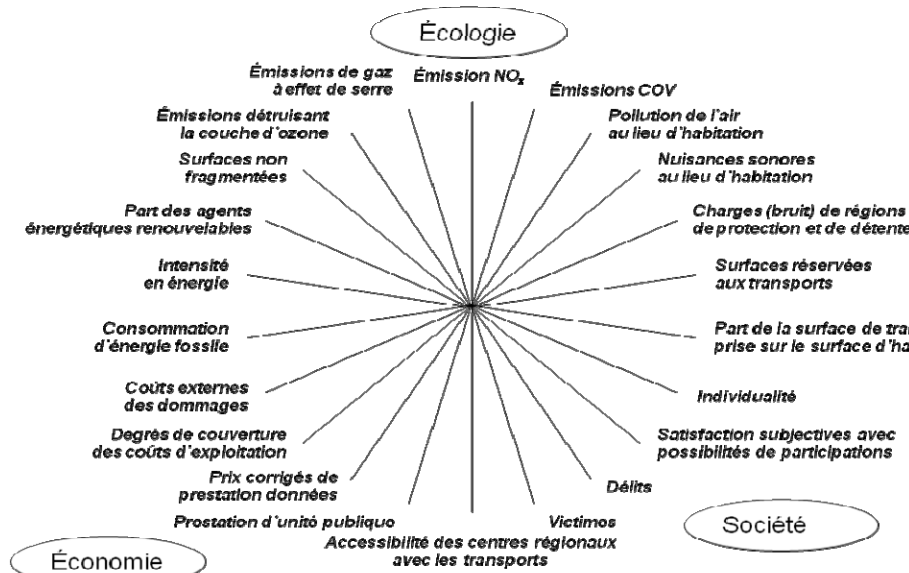 Écologie
Émissions de gaz
à effet de serre
Émission NOx
Émissions COV
Émissions détruisant
la couche d'ozone
Pollution de l'air
au lieu d'habitation
Surfaces non
fragmentées
Nuisances sonores
au lieu d'habitation
Part des agents
énergétiques renouvelables
Charges (bruit) de régions
de protection et de détente
Intensité
en énergie
Surfaces réservées
aux transports
Consommation
d'énergie fossile
Part de la surface de tra
prise sur le surface d'ha
Coûts externes
des dommages
Individualité
Degrès de couverture
des coûts d'exploitation
Satisfaction subjectives avec
possibilités de participations
Prix corrigés de
prestation données
Délits
Prostation d'unité publiquo
Victimos
Accessibilité des centres régionaux
avec les transports
Société
Économie